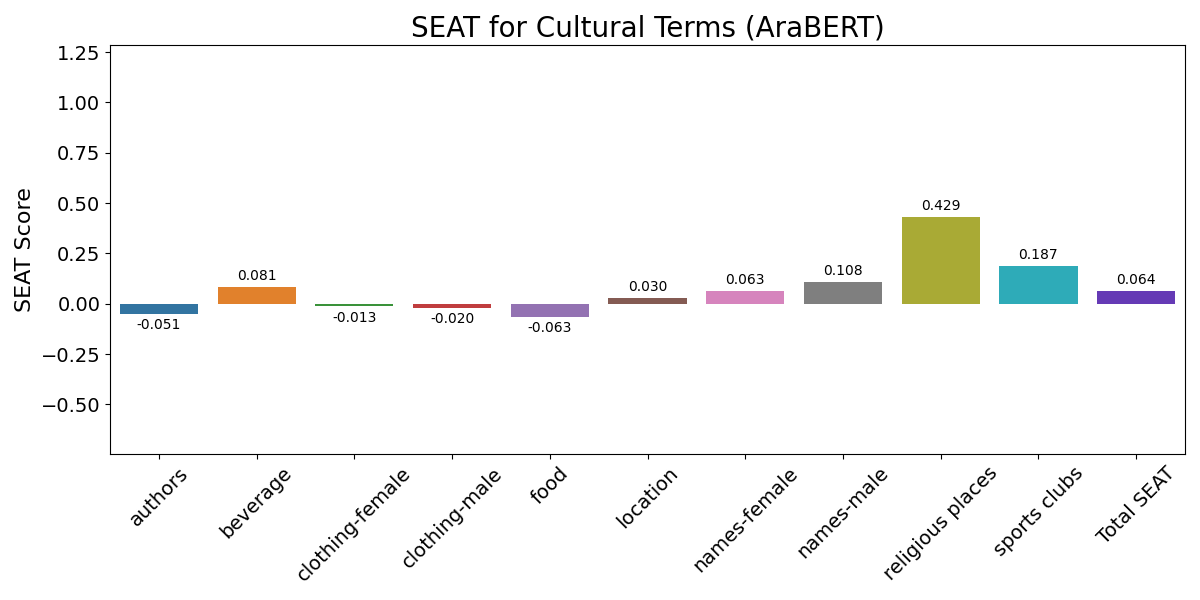 SEAT for Cultural Terms (AraBERT)
SEAT Score
1.25
1.00
0.75
0.50
0.25
0.00
−0.25
−0.50
-0.051
0.081
-0.013
-0.020
-0.063
0.030
0.063
0.108
0.429
0.187
0.064
authors
beverage
clothing-female
clothing-male
food
location
names-female
names-male
religious places
sports clubs
Total SEAT